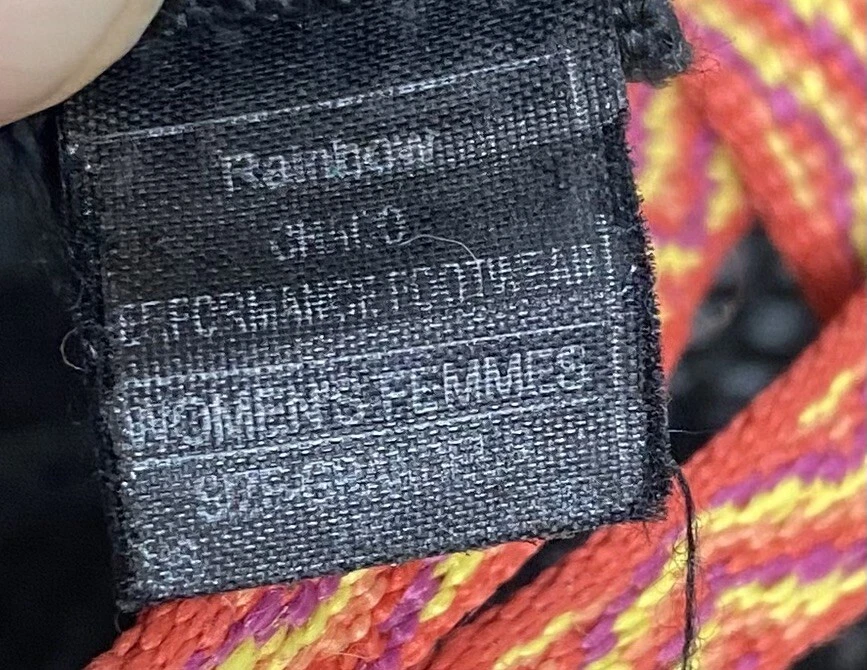 Rainbow
CHACO
PERFORMANCE FOOTWEAR
WOMEN'S FEMMES